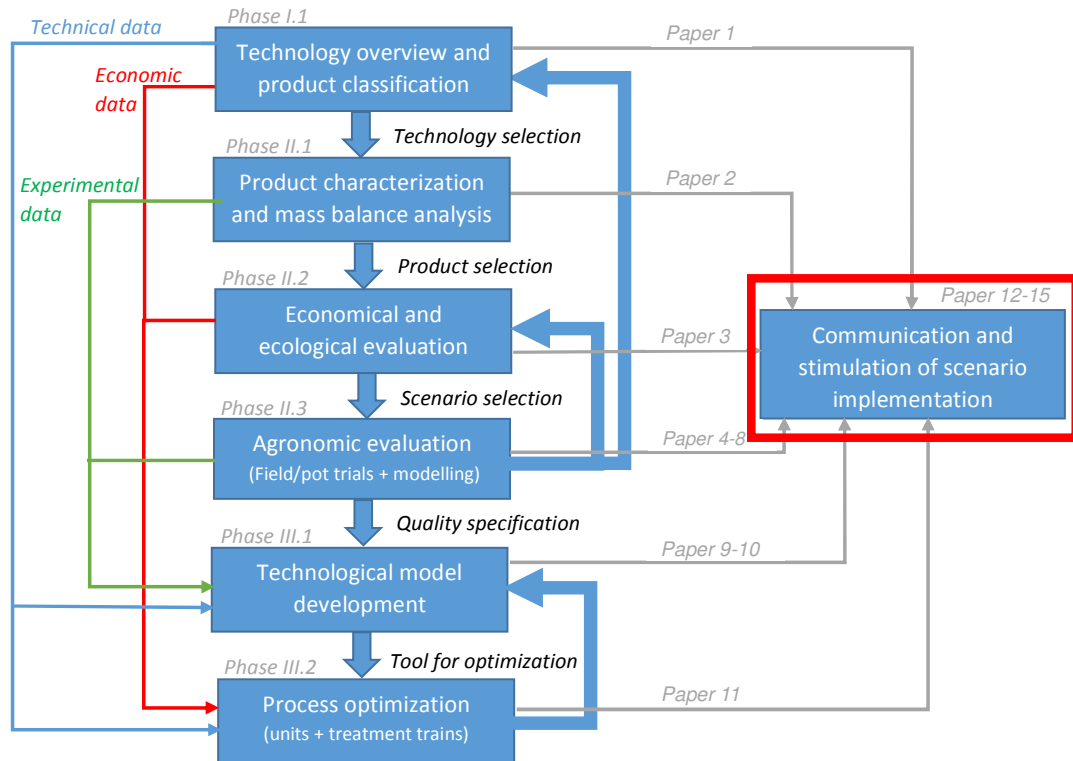 Technical data
Phase I.1
Paper 1
Technology overview and
product classification
Economic
data
Technology selection
Phase II.1
Experimental
data
Product characterization
and mass balance analysis
Paper 2
Product selection
Phase II.2
Economical and
ecological evaluation
Paper 3
Paper 12-15
Communication and
stimulation of scenario
implementation
Scenario selection
Phase II.3
Agronomic evaluation
(Field/pot trials + modelling)
Paper 4-8
Quality specification
Phase III.1
Technological model
development
Paper 9-10
Tool for optimization
Phase III.2
Process optimization
(units + treatment trains)
Paper 11